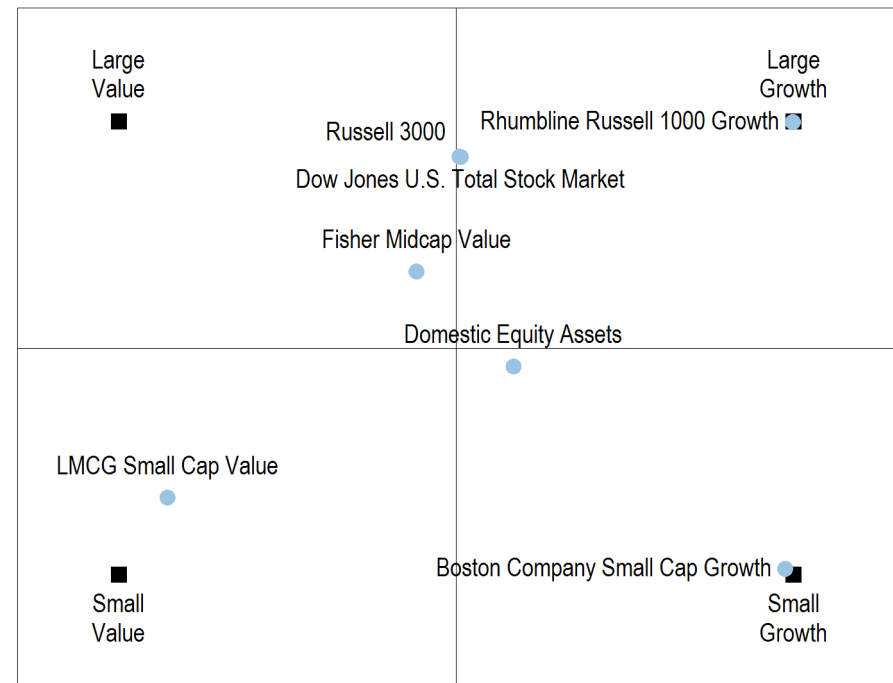 Large
Value
Large
Growth
Russell 3000
Rhumbline Russell 1000 Growth
Dow Jones U.S. Total Stock Market
Fisher Midcap Value
Domestic Equity Assets
LMCG Small Cap Value
Boston Company Small Cap Growth
Small
Value
Small
Growth